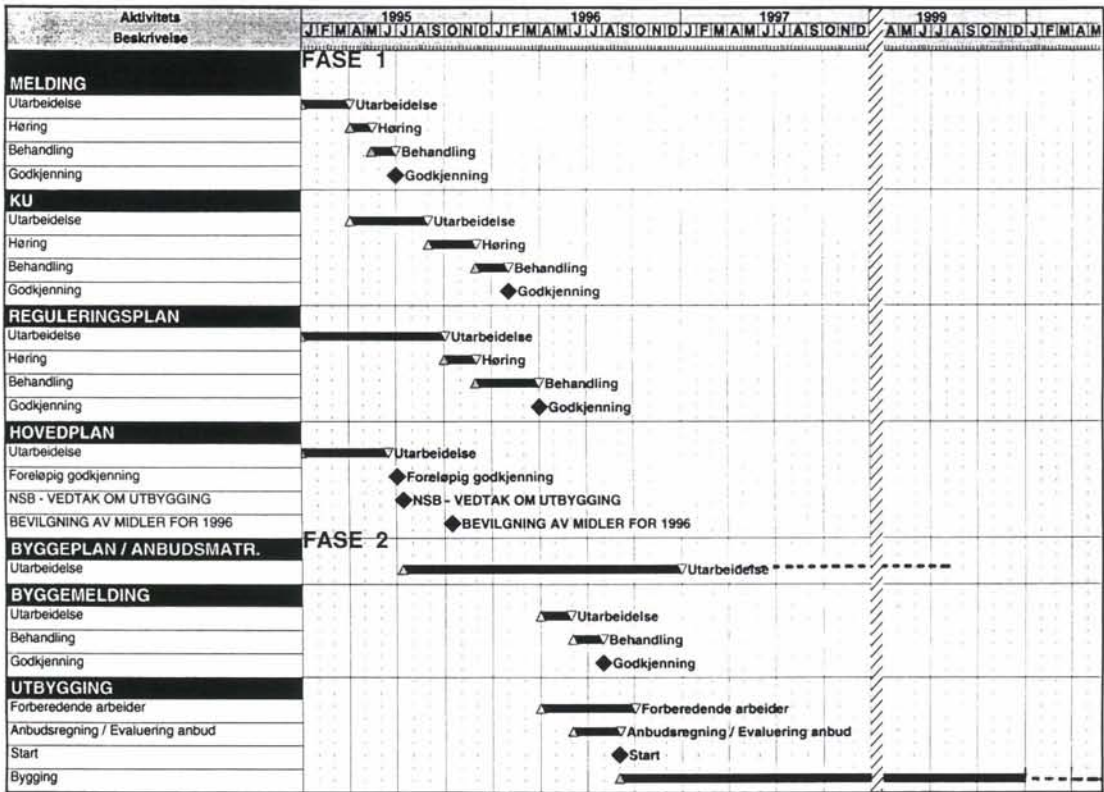 Aktivitets 1995 1996 1997 1999
Beskrivelse J F M A M J J A S O N D J F M A M J J A S O N D J F M A M J J A S O N D A M J J A S O N D J F M A M
FASE 1
MELDING
Utarbeidelse Utarbeidelse
Høring Høring
Behandling Behandling
Godkjenning Godkjenning
KU
Utarbeidelse Utarbeidelse
Høring Høring
Behandling Behandling
Godkjenning Godkjenning
REGULERINGSPLAN
Utarbeidelse Utarbeidelse
Høring Høring
Behandling Behandling
Godkjenning Godkjenning
HOVEDPLAN
Utarbeidelse Utarbeidelse
Foreløpig godkjenning Foreløpig godkjenning
NSB - VEDTAK OM UTBYGGING NSB - VEDTAK OM UTBYGGING
BEVILGNING AV MIDLER FOR 1996 BEVILGNING AV MIDLER FOR 1996
FASE 2
BYGGEPLAN / ANBUDSMATR.
Utarbeidelse Utarbeidelse
BYGGEMELDING
Utarbeidelse Utarbeidelse
Behandling Behandling
Godkjenning Godkjenning
UTBYGGING
Forberedende arbeider Forberedende arbeider
Anbudsregning / Evaluering anbud Anbudsregning / Evaluering anbud
Start Start
Bygging